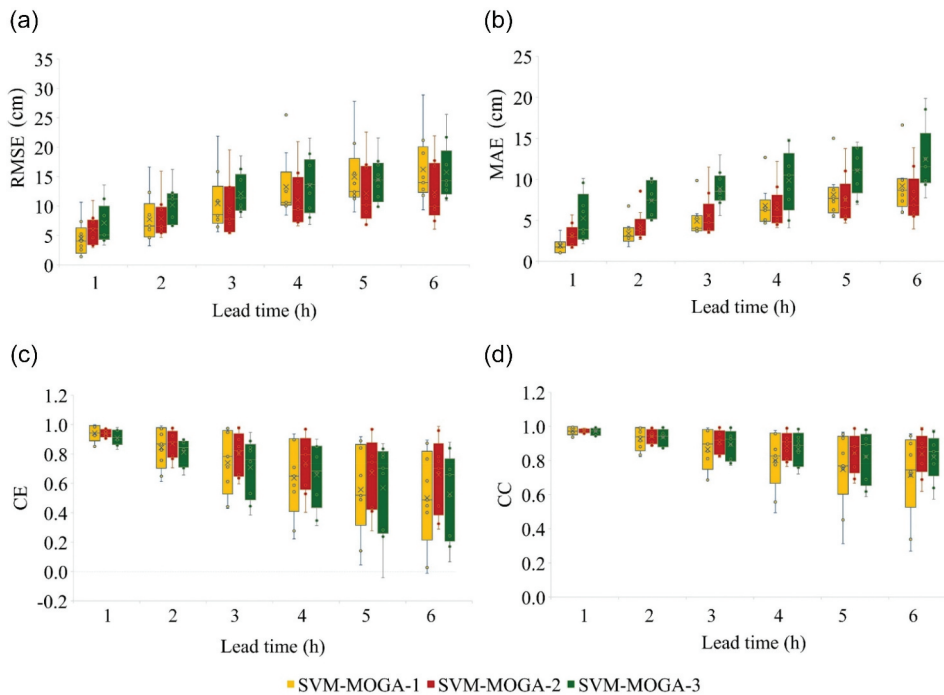 (a)
RMSE (cm)
35
30
25
20
15
10
5
0
1 2 3 4 5 6
Lead time (h)
(b)
MAE (cm)
25
20
15
10
5
0
1 2 3 4 5 6
Lead time (h)
(c)
CE
1.2
1.0
0.8
0.6
0.4
0.2
0.0
-0.2
1 2 3 4 5 6
Lead time (h)
(d)
CC
1.2
1.0
0.8
0.6
0.4
0.2
0.0
1 2 3 4 5 6
Lead time (h)
SVM-MOGA-1 SVM-MOGA-2 SVM-MOGA-3